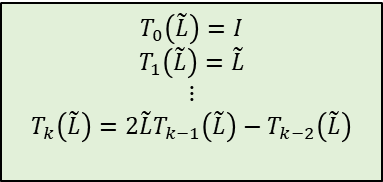 T₀(L̃) = I
T₁(L̃) = L̃
⋮
Tₖ(L̃) = 2L̃Tₖ₋₁(L̃) − Tₖ₋₂(L̃)